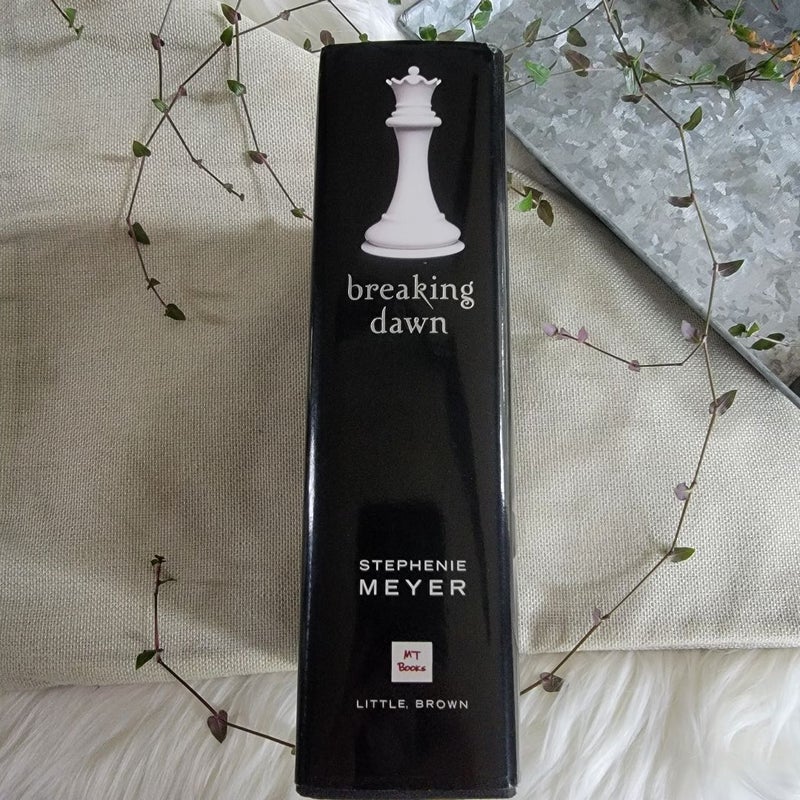 breaking
dawn
STEPHENIE
MEYER
MT
BOOKS
LITTLE, BROWN